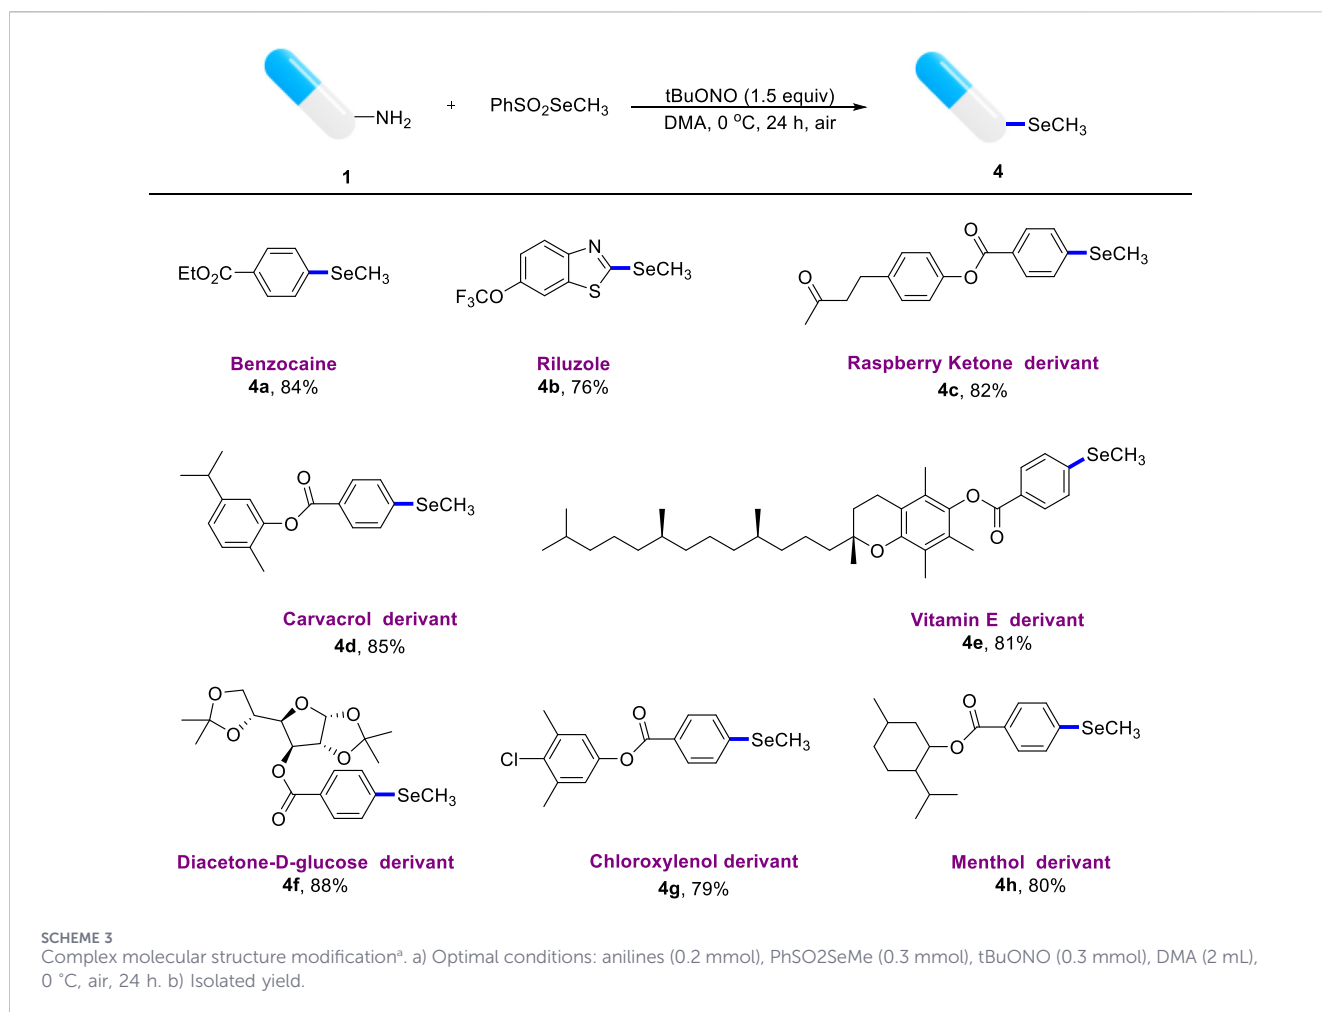 NH2 + PhSO2SeCH3 tBuONO (1.5 equiv) SeCH3
DMA, 0 °C, 24 h, air
1 4
EtO2C SeCH3
N S F3CO SeCH3
O O O SeCH3
Benzocaine Riluzole Raspberry Ketone derivant
4a, 84% 4b, 76% 4c, 82%
O O SeCH3
O O O SeCH3
Carvacrol derivant Vitamin E derivant
4d, 85% 4e, 81%
O O O O O O O SeCH3
Cl O O SeCH3
O O SeCH3
Diacetone-D-glucose derivant Chloroxylenol derivant Menthol derivant
4f, 88% 4g, 79% 4h, 80%
SCHEME 3
Complex molecular structure modificationᵃ. a) Optimal conditions: anilines (0.2 mmol), PhSO2SeMe (0.3 mmol), tBuONO (0.3 mmol), DMA (2 mL),
0 ˚C, air, 24 h. b) Isolated yield.